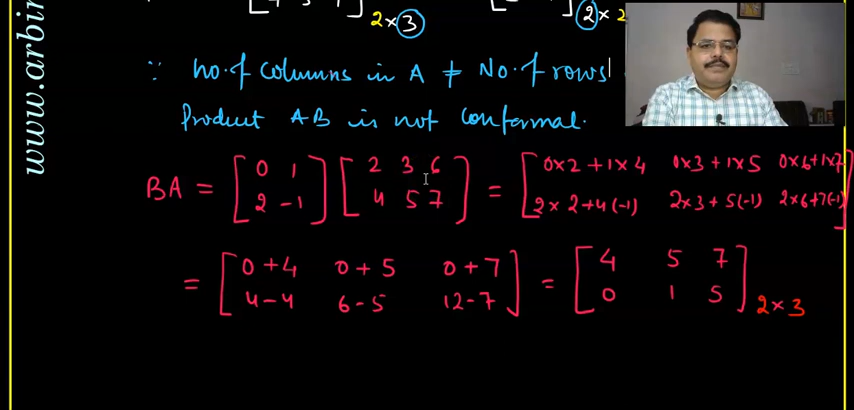 2 × 3 2 × 2
∵ No. of Columns in A ≠ No. of rows
Product AB is not Conformal.
BA = [0 1; 2 -1] [2 3 6; 4 5 7] = [0×2+1×4 0×3+1×5 0×6+1×7; 2×2+4(-1) 2×3+5(-1) 2×6+7(-1)]
= [0+4 0+5 0+7; 4-4 6-5 12-7] = [4 5 7; 0 1 5] 2×3
www.arbin